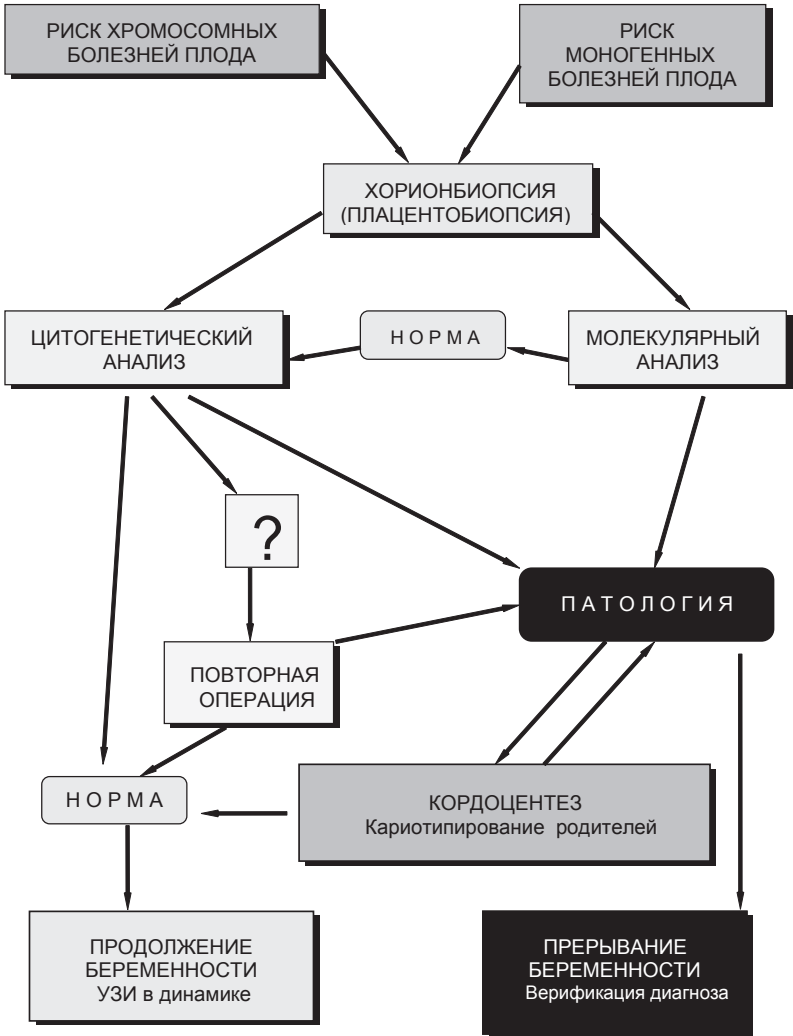 РИСК ХРОМОСОМНЫХ
БОЛЕЗНЕЙ ПЛОДА
РИСК
МОНОГЕННЫХ
БОЛЕЗНЕЙ ПЛОДА
ХОРИОНБИОПСИЯ
(ПЛАЦЕНТОБИОПСИЯ)
ЦИТОГЕНЕТИЧЕСКИЙ
АНАЛИЗ
Н О Р М А
МОЛЕКУЛЯРНЫЙ
АНАЛИЗ
?
П А Т О Л О Г И Я
ПОВТОРНАЯ
ОПЕРАЦИЯ
Н О Р М А
КОРДОЦЕНТЕЗ
Кариотипирование родителей
ПРОДОЛЖЕНИЕ
БЕРЕМЕННОСТИ
УЗИ в динамике
ПРЕРЫВАНИЕ
БЕРЕМЕННОСТИ
Верификация диагноза